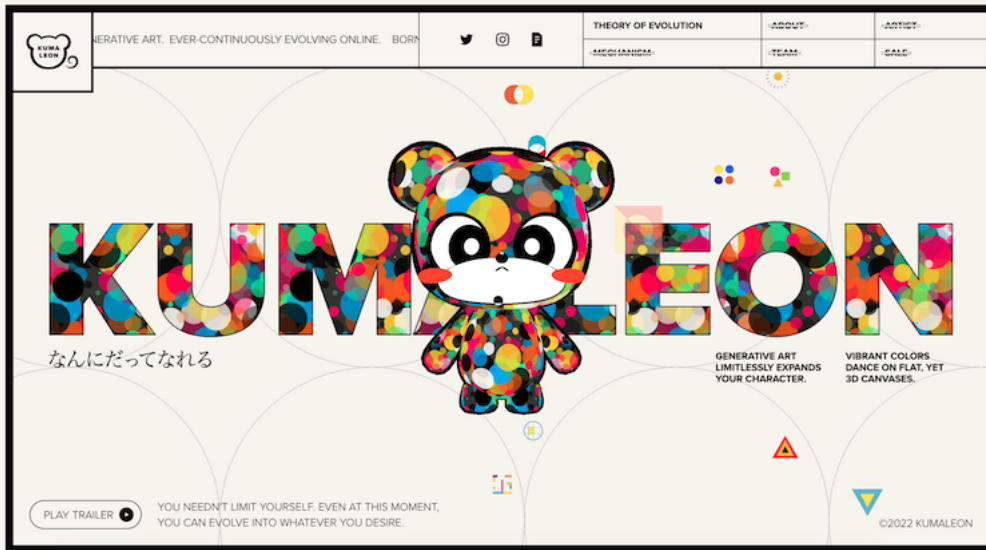 KUMA
LEON
NERATIVE ART. EVER-CONTINUOUSLY EVOLVING ONLINE. BORN
THEORY OF EVOLUTION
ABOUT
ARTIST
MECHANISM
TEAM
SALE
KUMALEON
なんにだってなれる
GENERATIVE ART
LIMITLESSLY EXPANDS
YOUR CHARACTER.
VIBRANT COLORS
DANCE ON FLAT, YET
3D CANVASES.
PLAY TRAILER
YOU NEEDN'T LIMIT YOURSELF. EVEN AT THIS MOMENT,
YOU CAN EVOLVE INTO WHATEVER YOU DESIRE.
©2022 KUMALEON